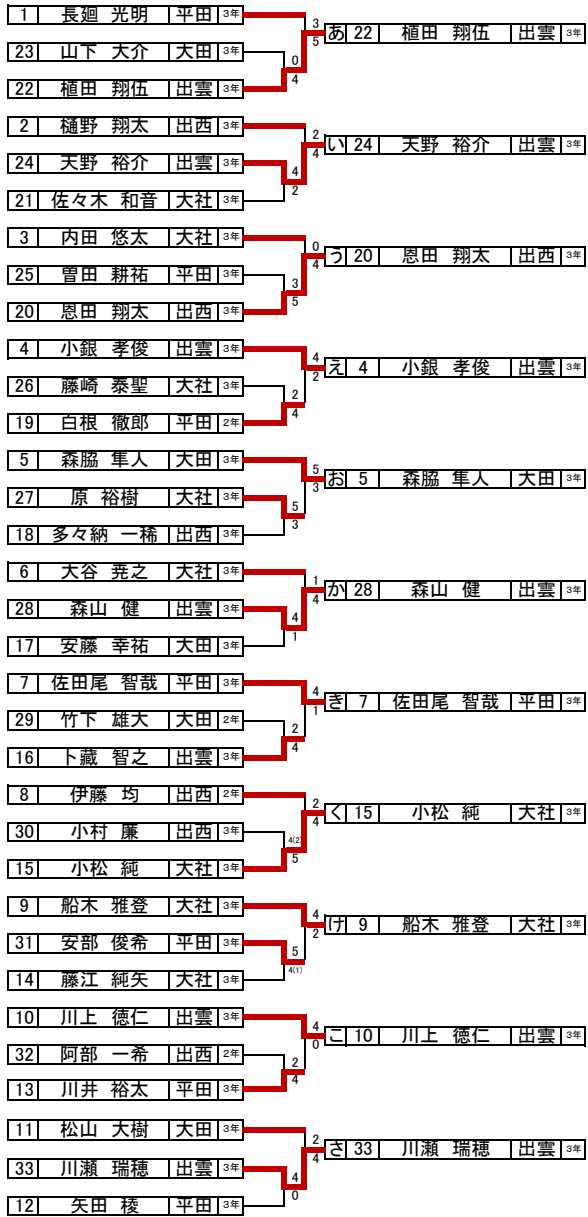 1 長廻 光明 平田 3年
3
あ 22 植田 翔伍 出雲 3年
5
23 山下 大介 大田 3年
0
4
22 植田 翔伍 出雲 3年
2 樋野 翔太 出西 3年
2
い 24 天野 裕介 出雲 3年
4
24 天野 裕介 出雲 3年
4
2
21 佐々木 和音 大社 3年
3 内田 悠太 大社 3年
0
う 20 恩田 翔太 出西 3年
4
25 曽田 耕祐 平田 3年
3
5
20 恩田 翔太 出西 3年
4 小銀 孝俊 出雲 3年
4
え 4 小銀 孝俊 出雲 3年
2
26 藤崎 泰聖 大社 3年
2
4
19 白根 徹郎 平田 2年
5 森脇 隼人 大田 3年
5
お 5 森脇 隼人 大田 3年
3
27 原 裕樹 大社 3年
5
3
18 多々納 一稀 出西 3年
6 大谷 尭之 大社 3年
1
か 28 森山 健 出雲 3年
4
28 森山 健 出雲 3年
4
1
17 安藤 幸祐 大田 3年
7 佐田尾 智哉 平田 3年
4
き 7 佐田尾 智哉 平田 3年
1
29 竹下 雄大 大田 2年
2
4
16 卜藏 智之 出雲 3年
8 伊藤 均 出西 2年
2
く 15 小松 純 大社 3年
4
30 小村 廉 出西 3年
4(2)
5
15 小松 純 大社 3年
9 船木 雅登 大社 3年
4
け 9 船木 雅登 大社 3年
2
31 安部 俊希 平田 3年
5
4(1)
14 藤江 純矢 大社 3年
10 川上 徳仁 出雲 3年
4
こ 10 川上 徳仁 出雲 3年
0
32 阿部 一希 出西 2年
2
4
13 川井 裕太 平田 3年
11 松山 大樹 大田 3年
2
さ 33 川瀬 瑞穂 出雲 3年
4
33 川瀬 瑞穂 出雲 3年
4
0
12 矢田 稜 平田 3年